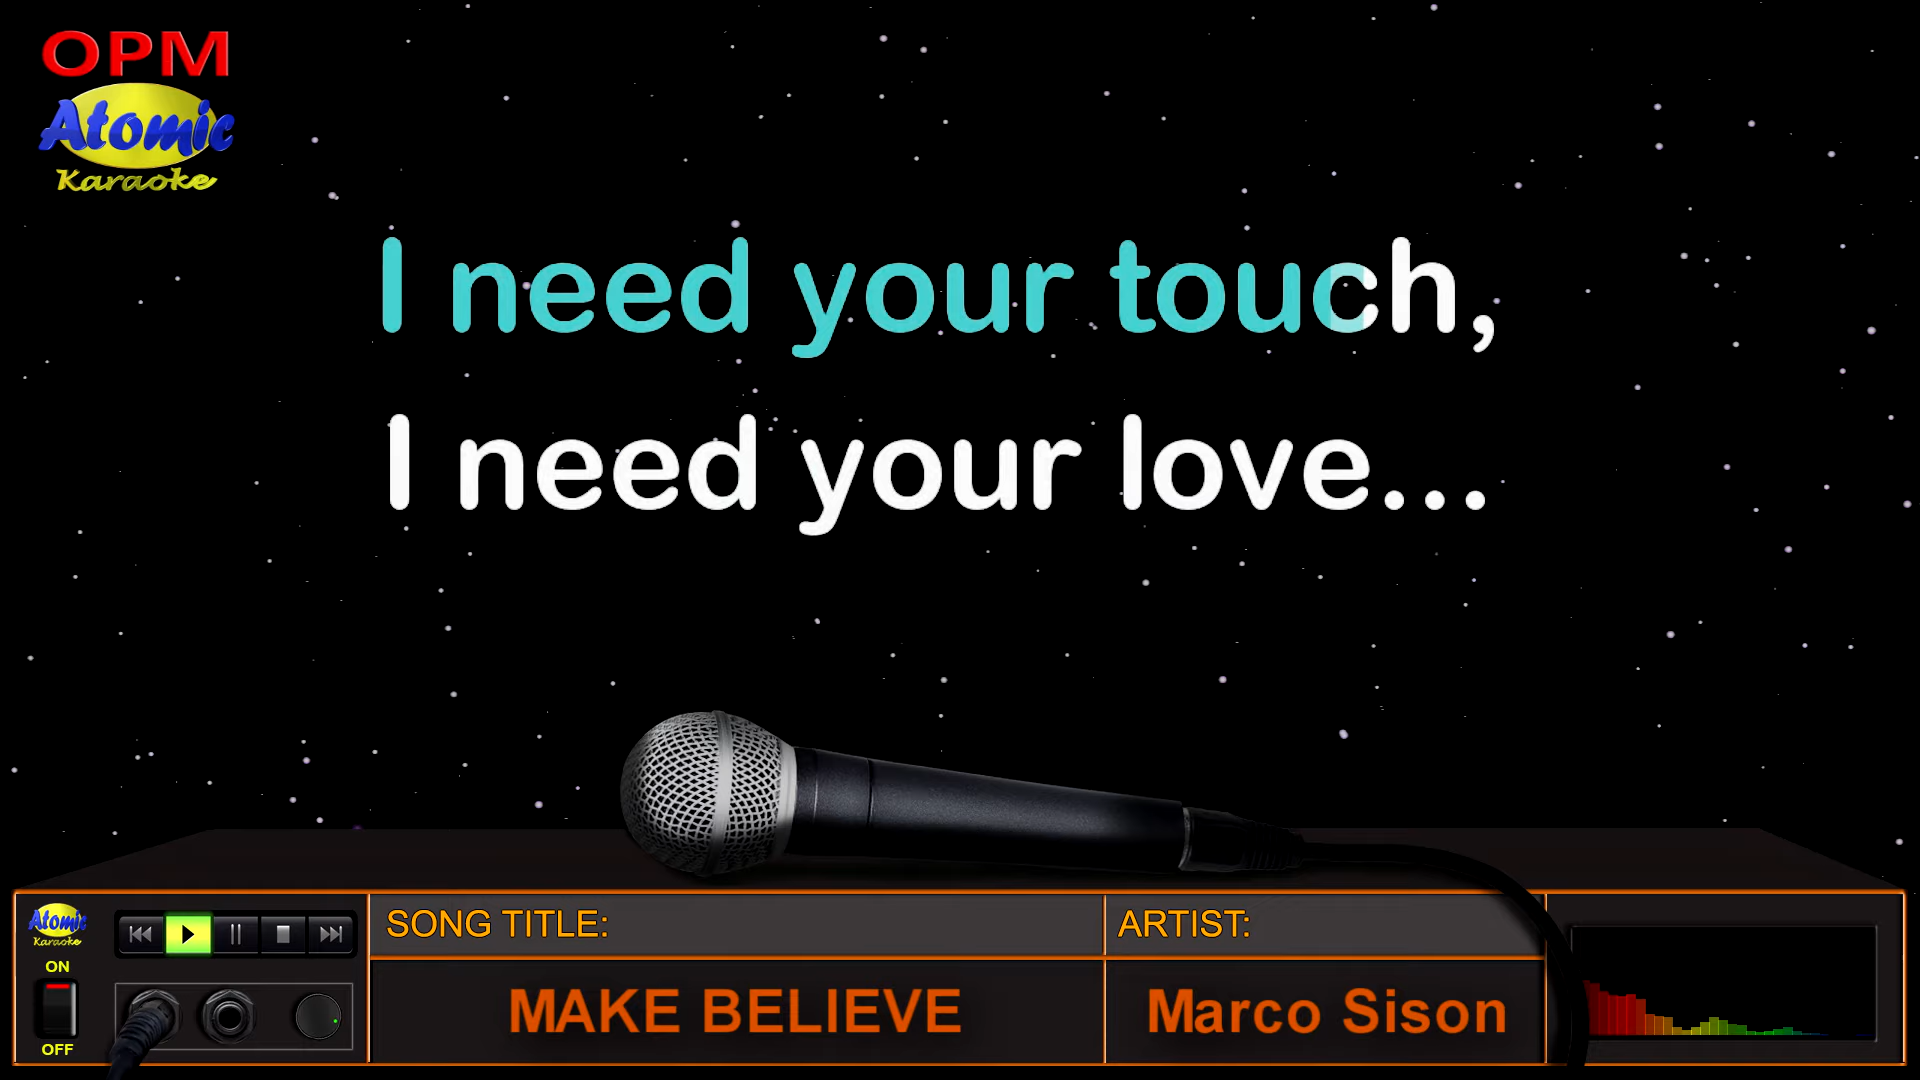 OPM
Atomic
Karaoke
I need your touch,
I need your love...
Atomic
Karaoke
ON
OFF
SONG TITLE:
MAKE BELIEVE
ARTIST:
Marco Sison